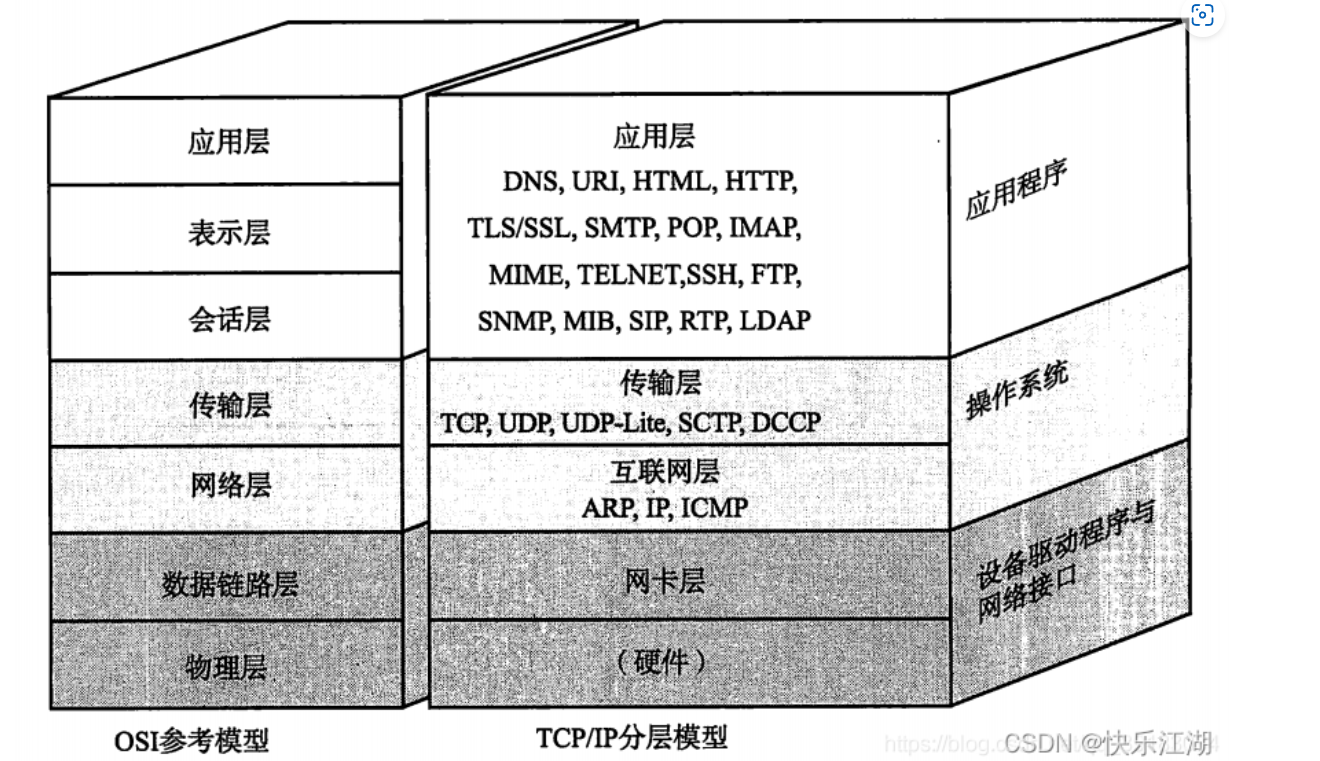 应用层
表示层
会话层
传输层
网络层
数据链路层
物理层
OSI参考模型
应用层
DNS, URI, HTML, HTTP,
TLS/SSL, SMTP, POP, IMAP,
MIME, TELNET,SSH, FTP,
SNMP, MIB, SIP, RTP, LDAP
传输层
TCP, UDP, UDP-Lite, SCTP, DCCP
互联网层
ARP, IP, ICMP
网卡层
（硬件）
TCP/IP分层模型
应用程序
操作系统
设备驱动程序与
网络接口
https://blog.
CSDN @快乐江湖